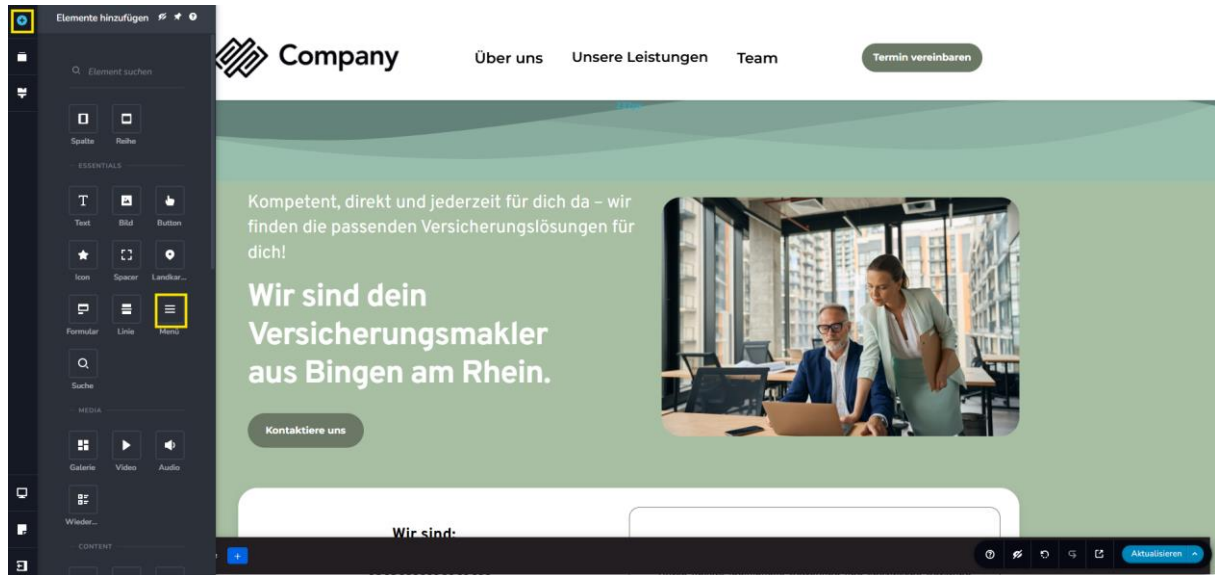 Elemente hinzufügen
Element suchen
Spalte
Reihe
ESSENTIALS
Text
Bild
Button
Icon
Spacer
Landkar...
Formular
Linie
Menü
Suche
MEDIA
Galerie
Video
Audio
Wieder...
CONTENT
Company
Über uns
Unsere Leistungen
Team
Termin vereinbaren
Kompetent, direkt und jederzeit für dich da – wir
finden die passenden Versicherungslösungen für
dich!
Wir sind dein
Versicherungsmakler
aus Bingen am Rhein.
Kontaktiere uns
Wir sind:
Aktualisieren